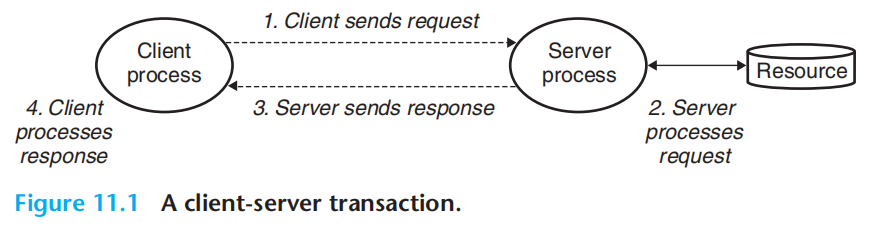 1. Client sends request
Client
process
Server
process
Resource
3. Server sends response
4. Client
processes
response
2. Server
processes
request
Figure 11.1 A client-server transaction.